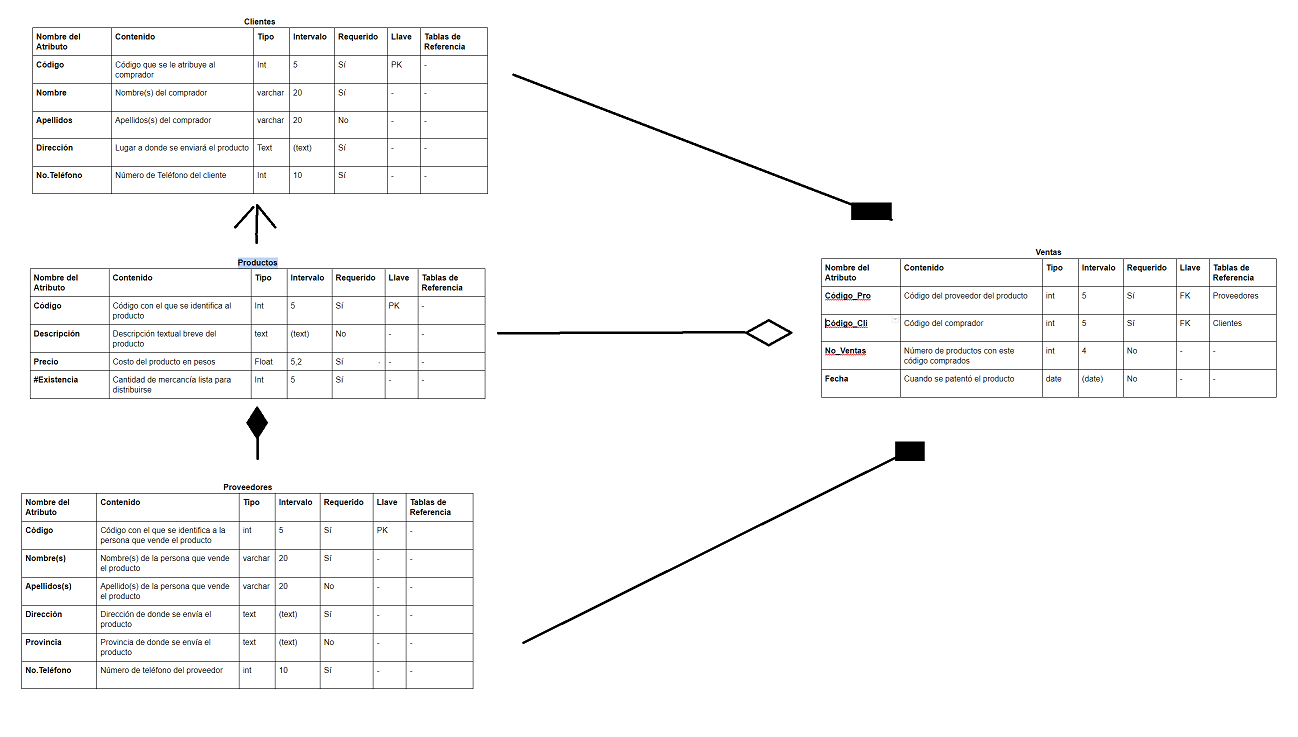 Clientes
Nombre del Atributo Contenido Tipo Intervalo Requerido Llave Tablas de Referencia
Código Código que se le atribuye al comprador Int 5 Sí PK -
Nombre Nombre(s) del comprador varchar 20 Sí - -
Apellidos Apellidos(s) del comprador varchar 20 No - -
Dirección Lugar a donde se enviará el producto Text (text) Sí - -
No.Teléfono Número de Teléfono del cliente Int 10 Sí - -
Productos
Nombre del Atributo Contenido Tipo Intervalo Requerido Llave Tablas de Referencia
Código Código con el que se identifica al producto Int 5 Sí PK -
Descripción Descripción textual breve del producto text (text) No - -
Precio Costo del producto en pesos Float 5,2 Sí - -
#Existencia Cantidad de mercancía lista para distribuirse Int 5 Sí - -
Ventas
Nombre del Atributo Contenido Tipo Intervalo Requerido Llave Tablas de Referencia
Código_Pro Código del proveedor del producto int 5 Sí FK Proveedores
Código_Cli Código del comprador int 5 Sí FK Clientes
No_Ventas Número de productos con este código comprados int 4 No - -
Fecha Cuando se patentó el producto date (date) No - -
Proveedores
Nombre del Atributo Contenido Tipo Intervalo Requerido Llave Tablas de Referencia
Código Código con el que se identifica a la persona que vende el producto int 5 Sí PK -
Nombre(s) Nombre(s) de la persona que vende el producto varchar 20 Sí - -
Apellidos(s) Apellido(s) de la persona que vende el producto varchar 20 No - -
Dirección Dirección de donde se envía el producto text (text) Sí - -
Provincia Provincia de donde se envía el producto text (text) No - -
No.Teléfono Número de teléfono del proveedor int 10 Sí - -